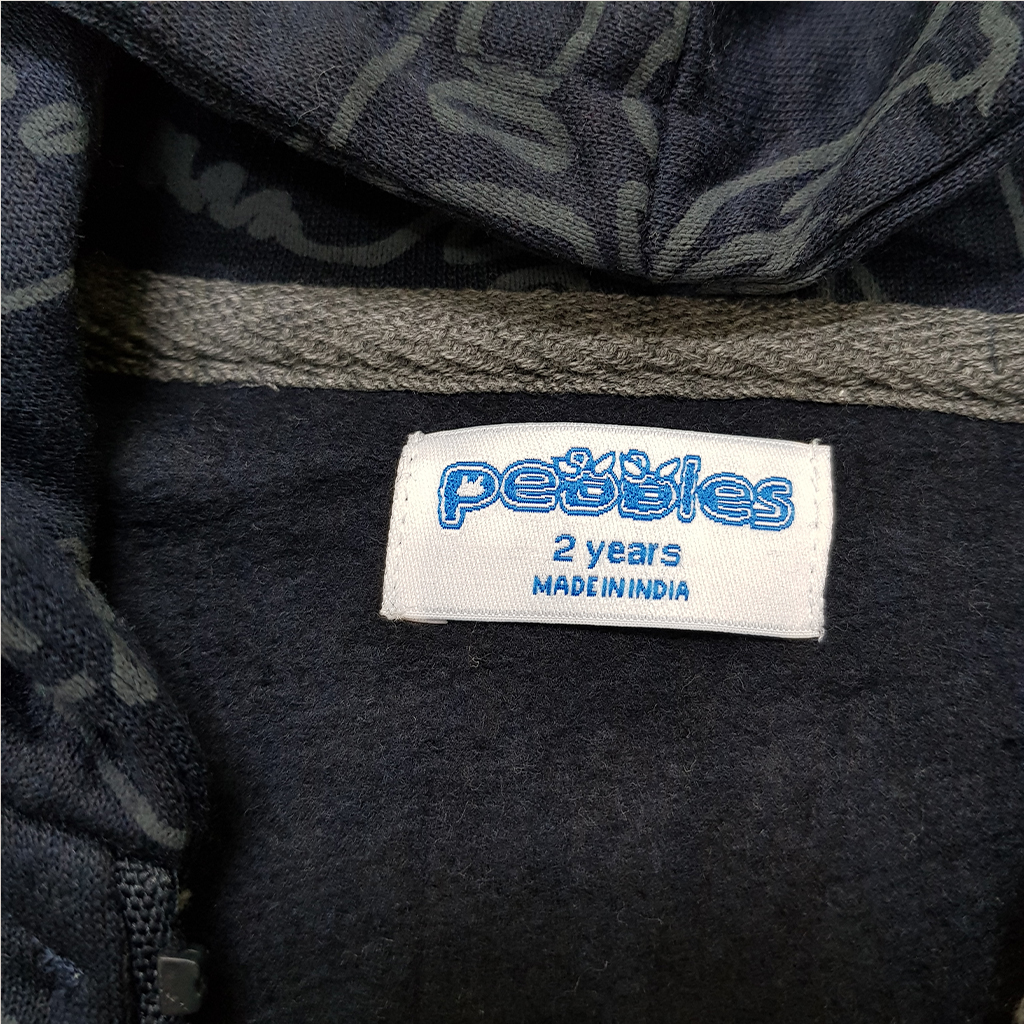 pebbles
2 years
MADE IN INDIA